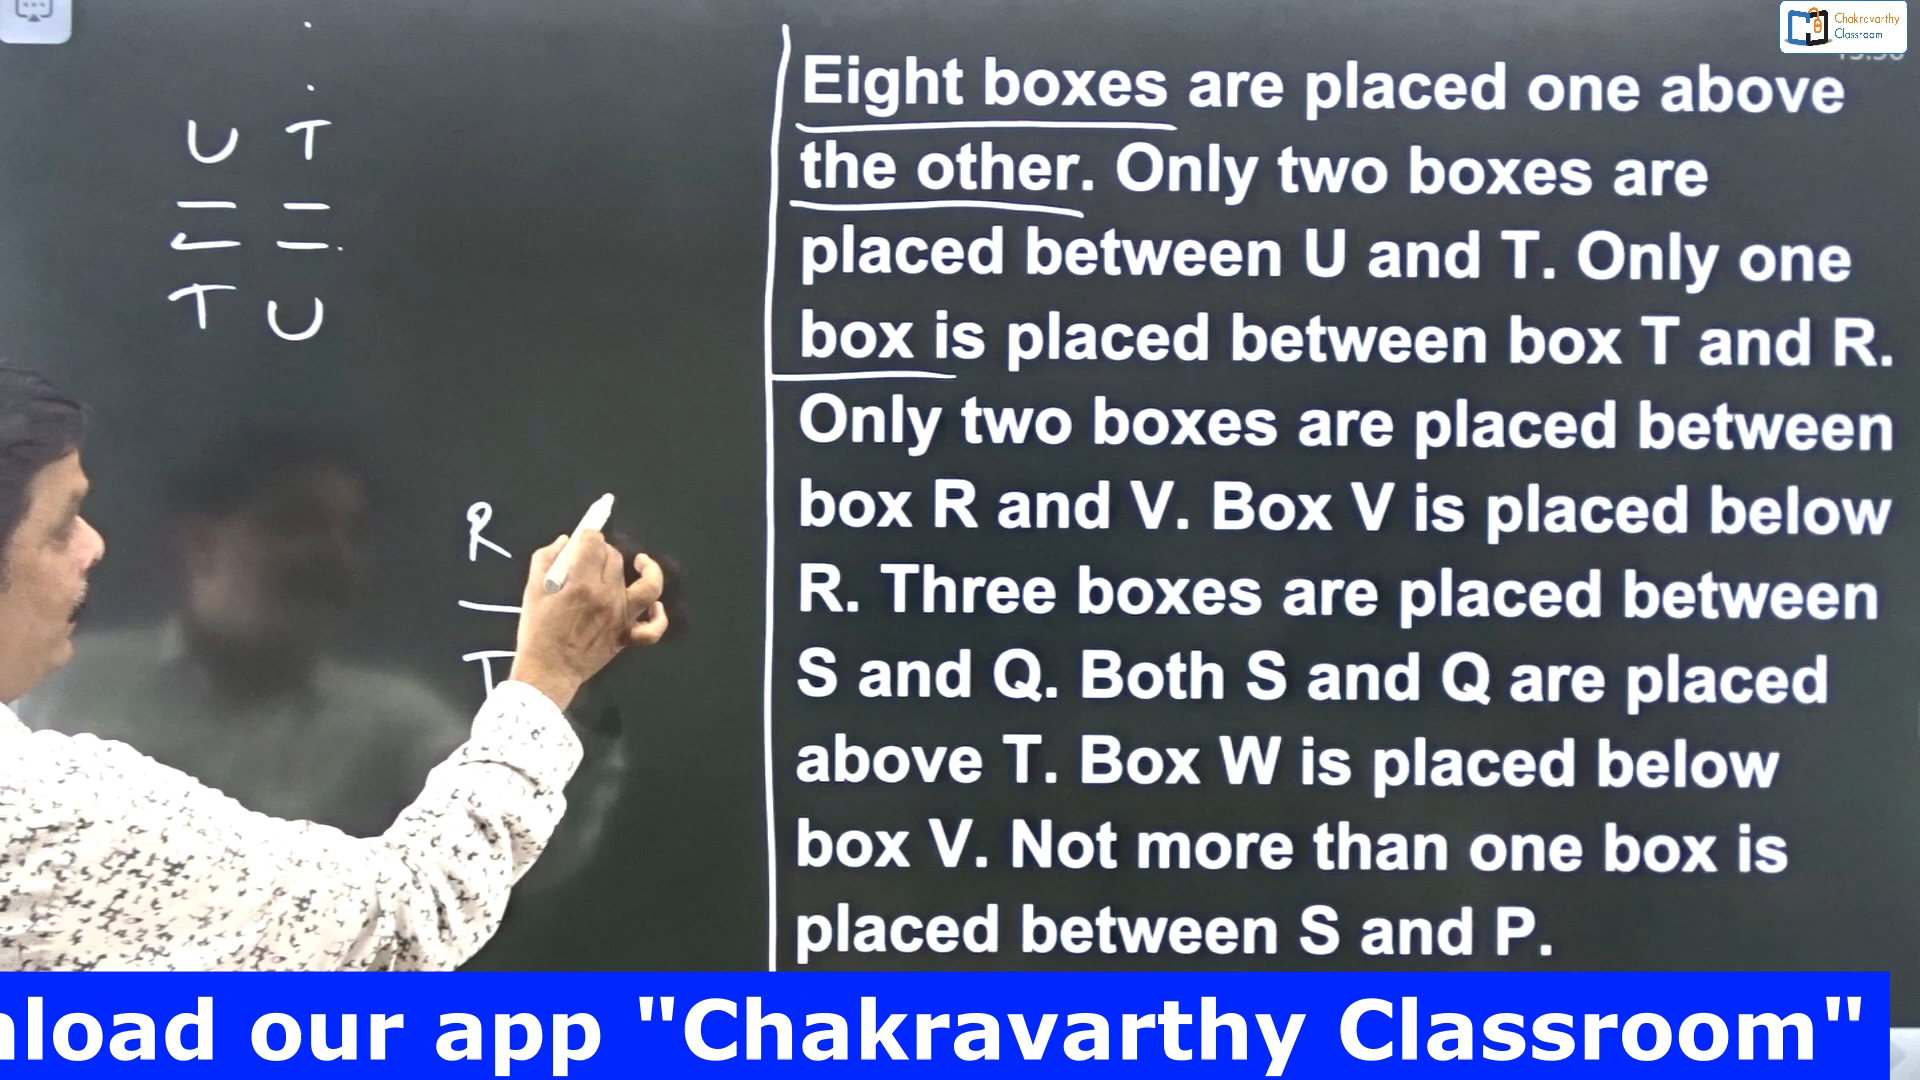 Chakravarthy
Classroom
Eight boxes are placed one above
the other. Only two boxes are
placed between U and T. Only one
box is placed between box T and R.
Only two boxes are placed between
box R and V. Box V is placed below
R. Three boxes are placed between
S and Q. Both S and Q are placed
above T. Box W is placed below
box V. Not more than one box is
placed between S and P.
U T
T U
R
T
nload our app "Chakravarthy Classroom"